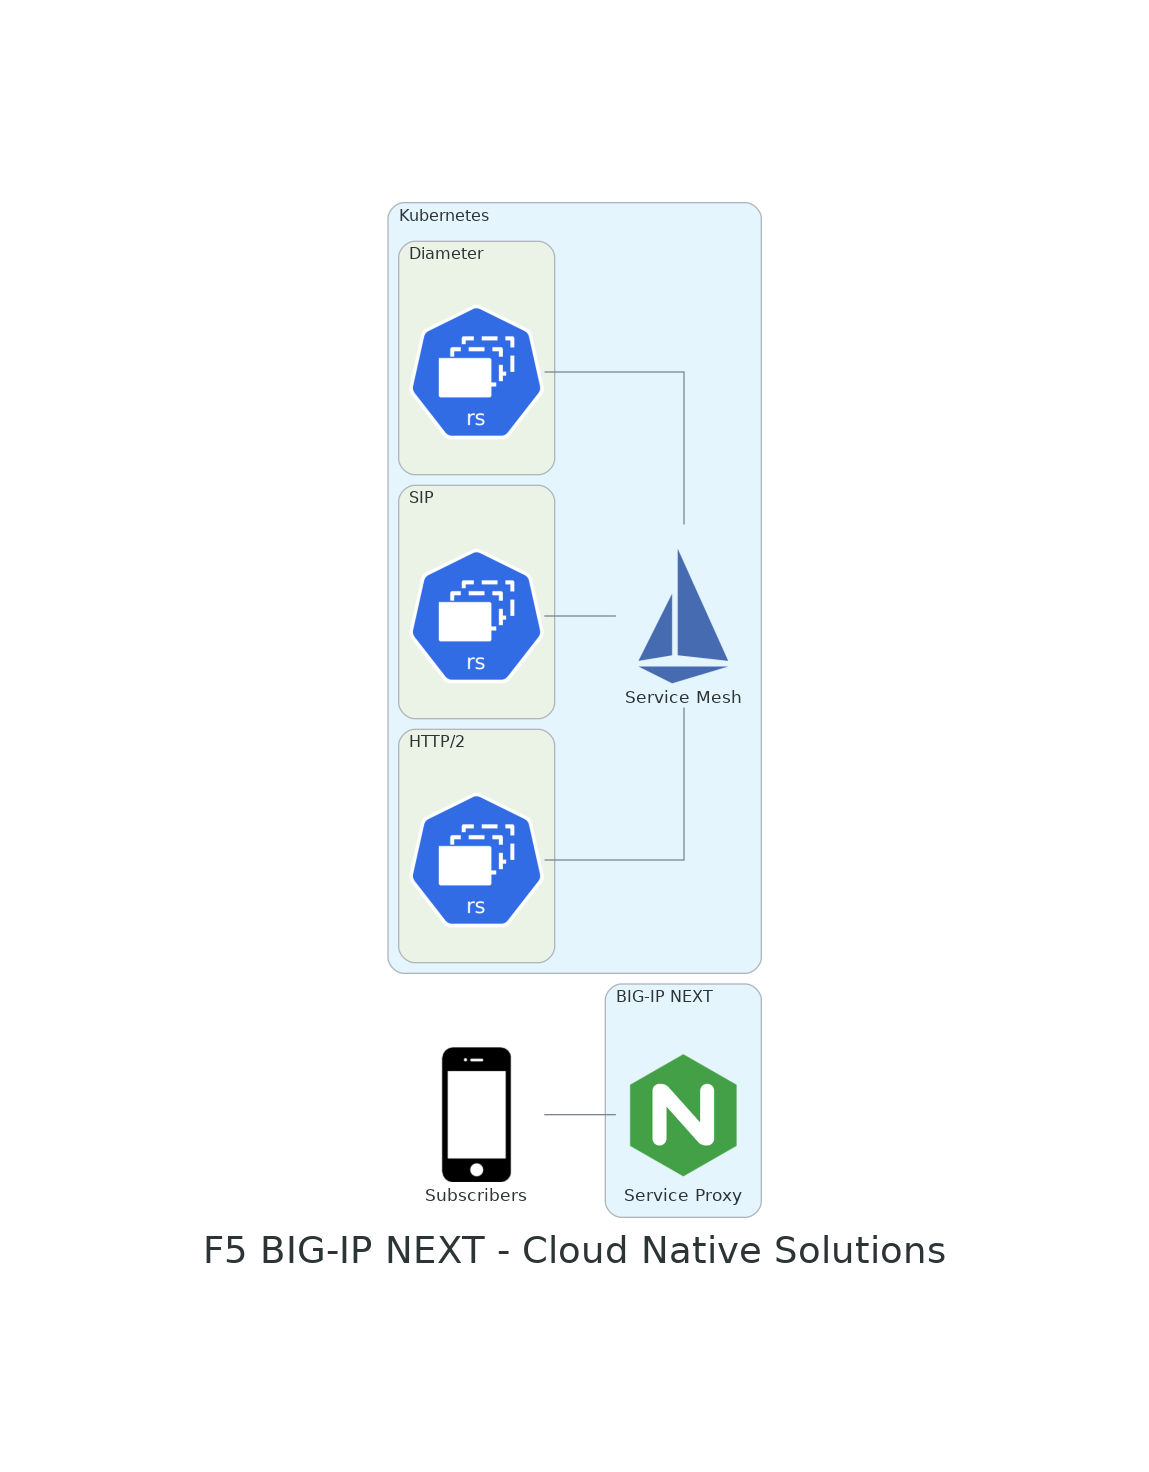 Kubernetes
Diameter
rs
SIP
rs
Service Mesh
HTTP/2
rs
BIG-IP NEXT
N
Subscribers
Service Proxy
F5 BIG-IP NEXT - Cloud Native Solutions